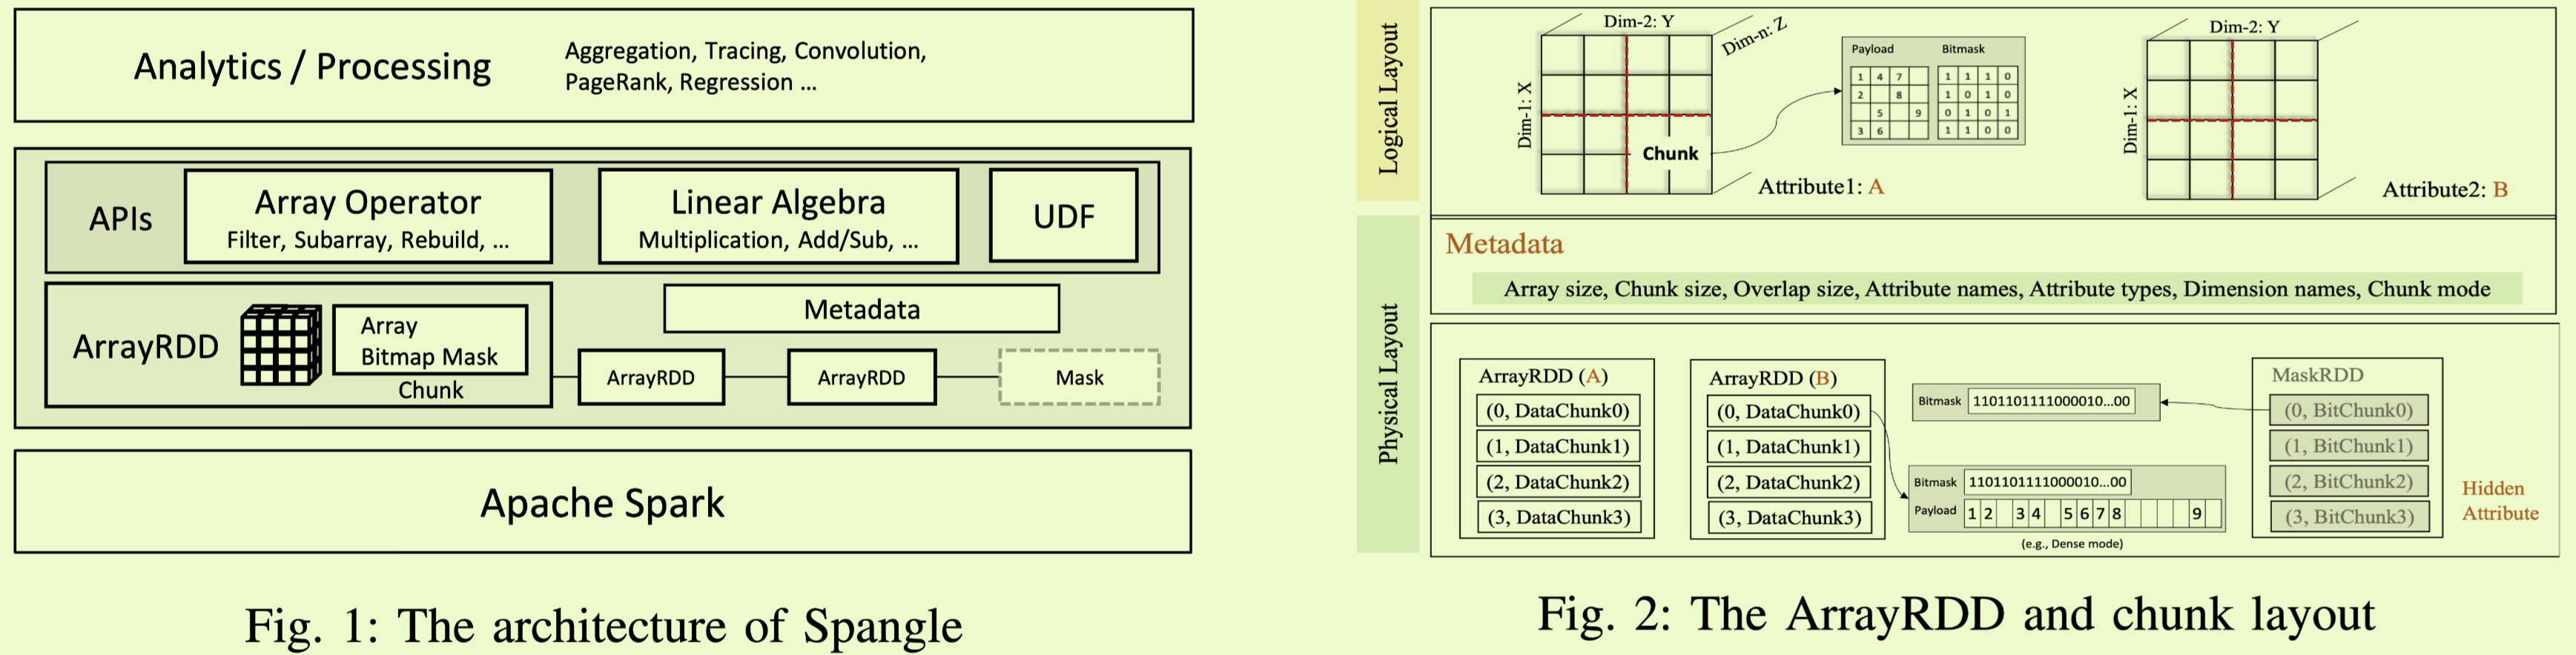 Analytics / Processing
Aggregation, Tracing, Convolution,
PageRank, Regression ...
APIs
Array Operator
Filter, Subarray, Rebuild, ...
Linear Algebra
Multiplication, Add/Sub, ...
UDF
ArrayRDD
Array
Bitmap Mask
Chunk
Metadata
ArrayRDD
ArrayRDD
Mask
Apache Spark
Fig. 1: The architecture of Spangle
Logical Layout
Dim-2: Y
Dim-n: Z
Dim-1: X
Chunk
Attribute1: A
Payload
1 4 7
2 8
5 9
3 6
Bitmask
1 1 1 0
1 0 1 0
0 1 0 1
1 1 0 0
Dim-2: Y
Dim-1: X
Attribute2: B
Physical Layout
Metadata
Array size, Chunk size, Overlap size, Attribute names, Attribute types, Dimension names, Chunk mode
ArrayRDD (A)
(0, DataChunk0)
(1, DataChunk1)
(2, DataChunk2)
(3, DataChunk3)
ArrayRDD (B)
(0, DataChunk0)
(1, DataChunk1)
(2, DataChunk2)
(3, DataChunk3)
Bitmask 1101101111000010...00
Bitmask 1101101111000010...00
Payload 1 2 3 4 5 6 7 8 9
(e.g., Dense mode)
MaskRDD
(0, BitChunk0)
(1, BitChunk1)
(2, BitChunk2)
(3, BitChunk3)
Hidden
Attribute
Fig. 2: The ArrayRDD and chunk layout